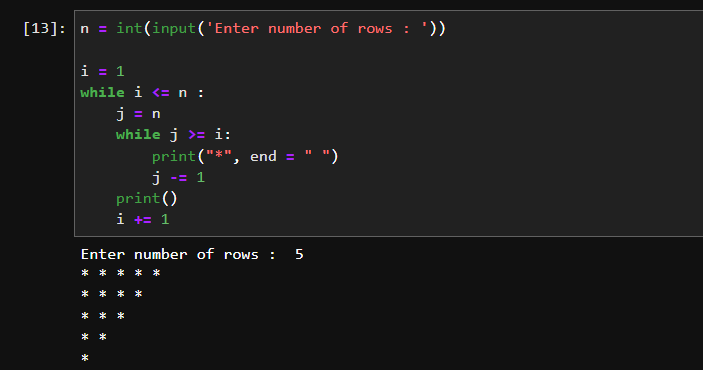 [13]: n = int(input('Enter number of rows : '))
i = 1
while i <= n :
    j = n
    while j >= i:
        print("*", end = " ")
        j -= 1
    print()
    i += 1
Enter number of rows :  5
* * * * *
* * * *
* * *
* *
*